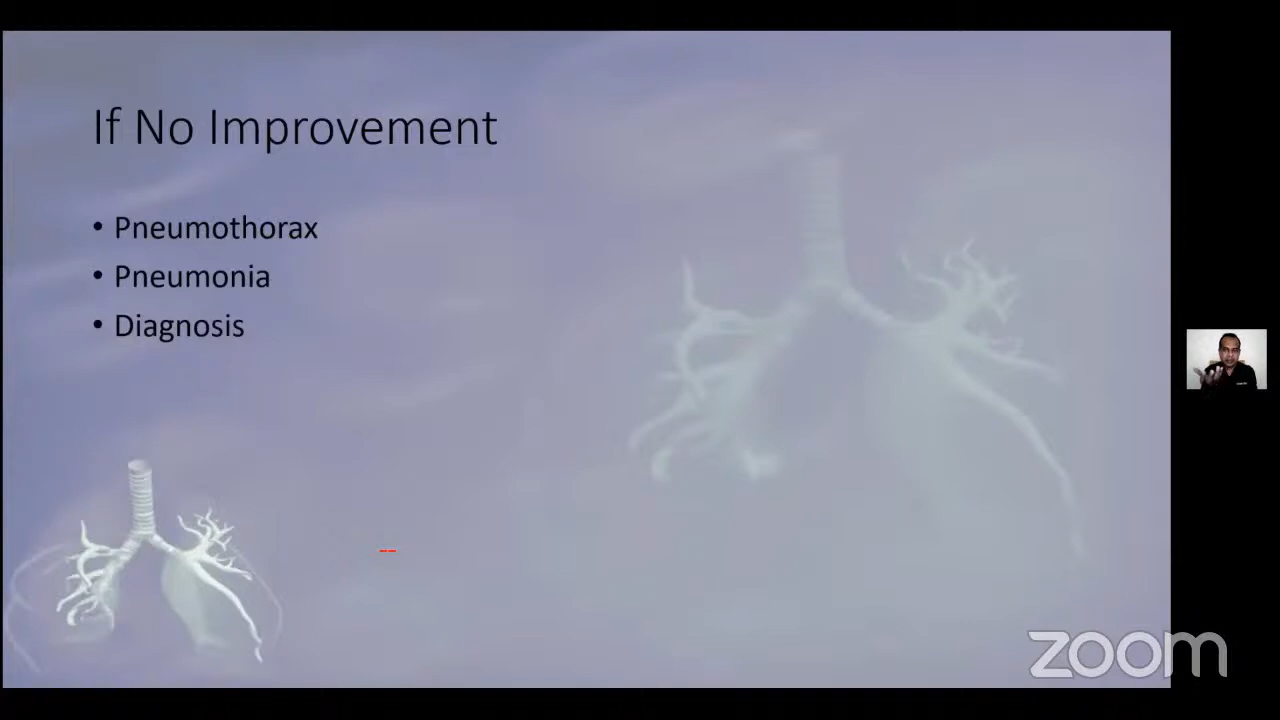 If No Improvement
• Pneumothorax
• Pneumonia
• Diagnosis
zoom